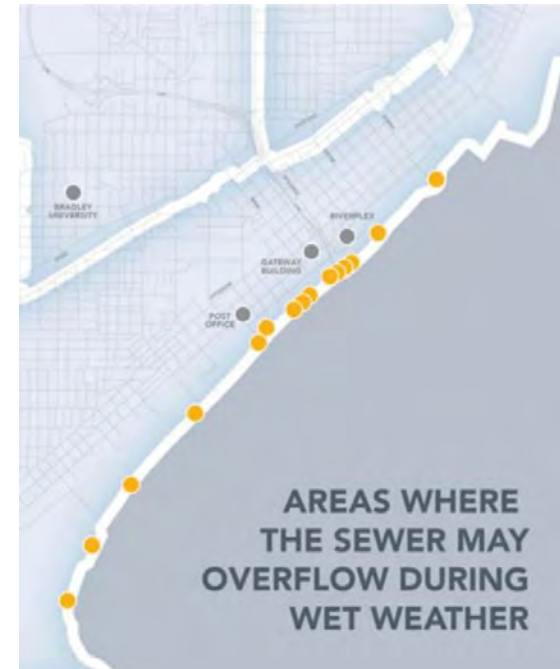 BRADLEY
UNIVERSITY
RIVERPLEX
GATEWAY
BUILDING
POST
OFFICE
AREAS WHERE
THE SEWER MAY
OVERFLOW DURING
WET WEATHER